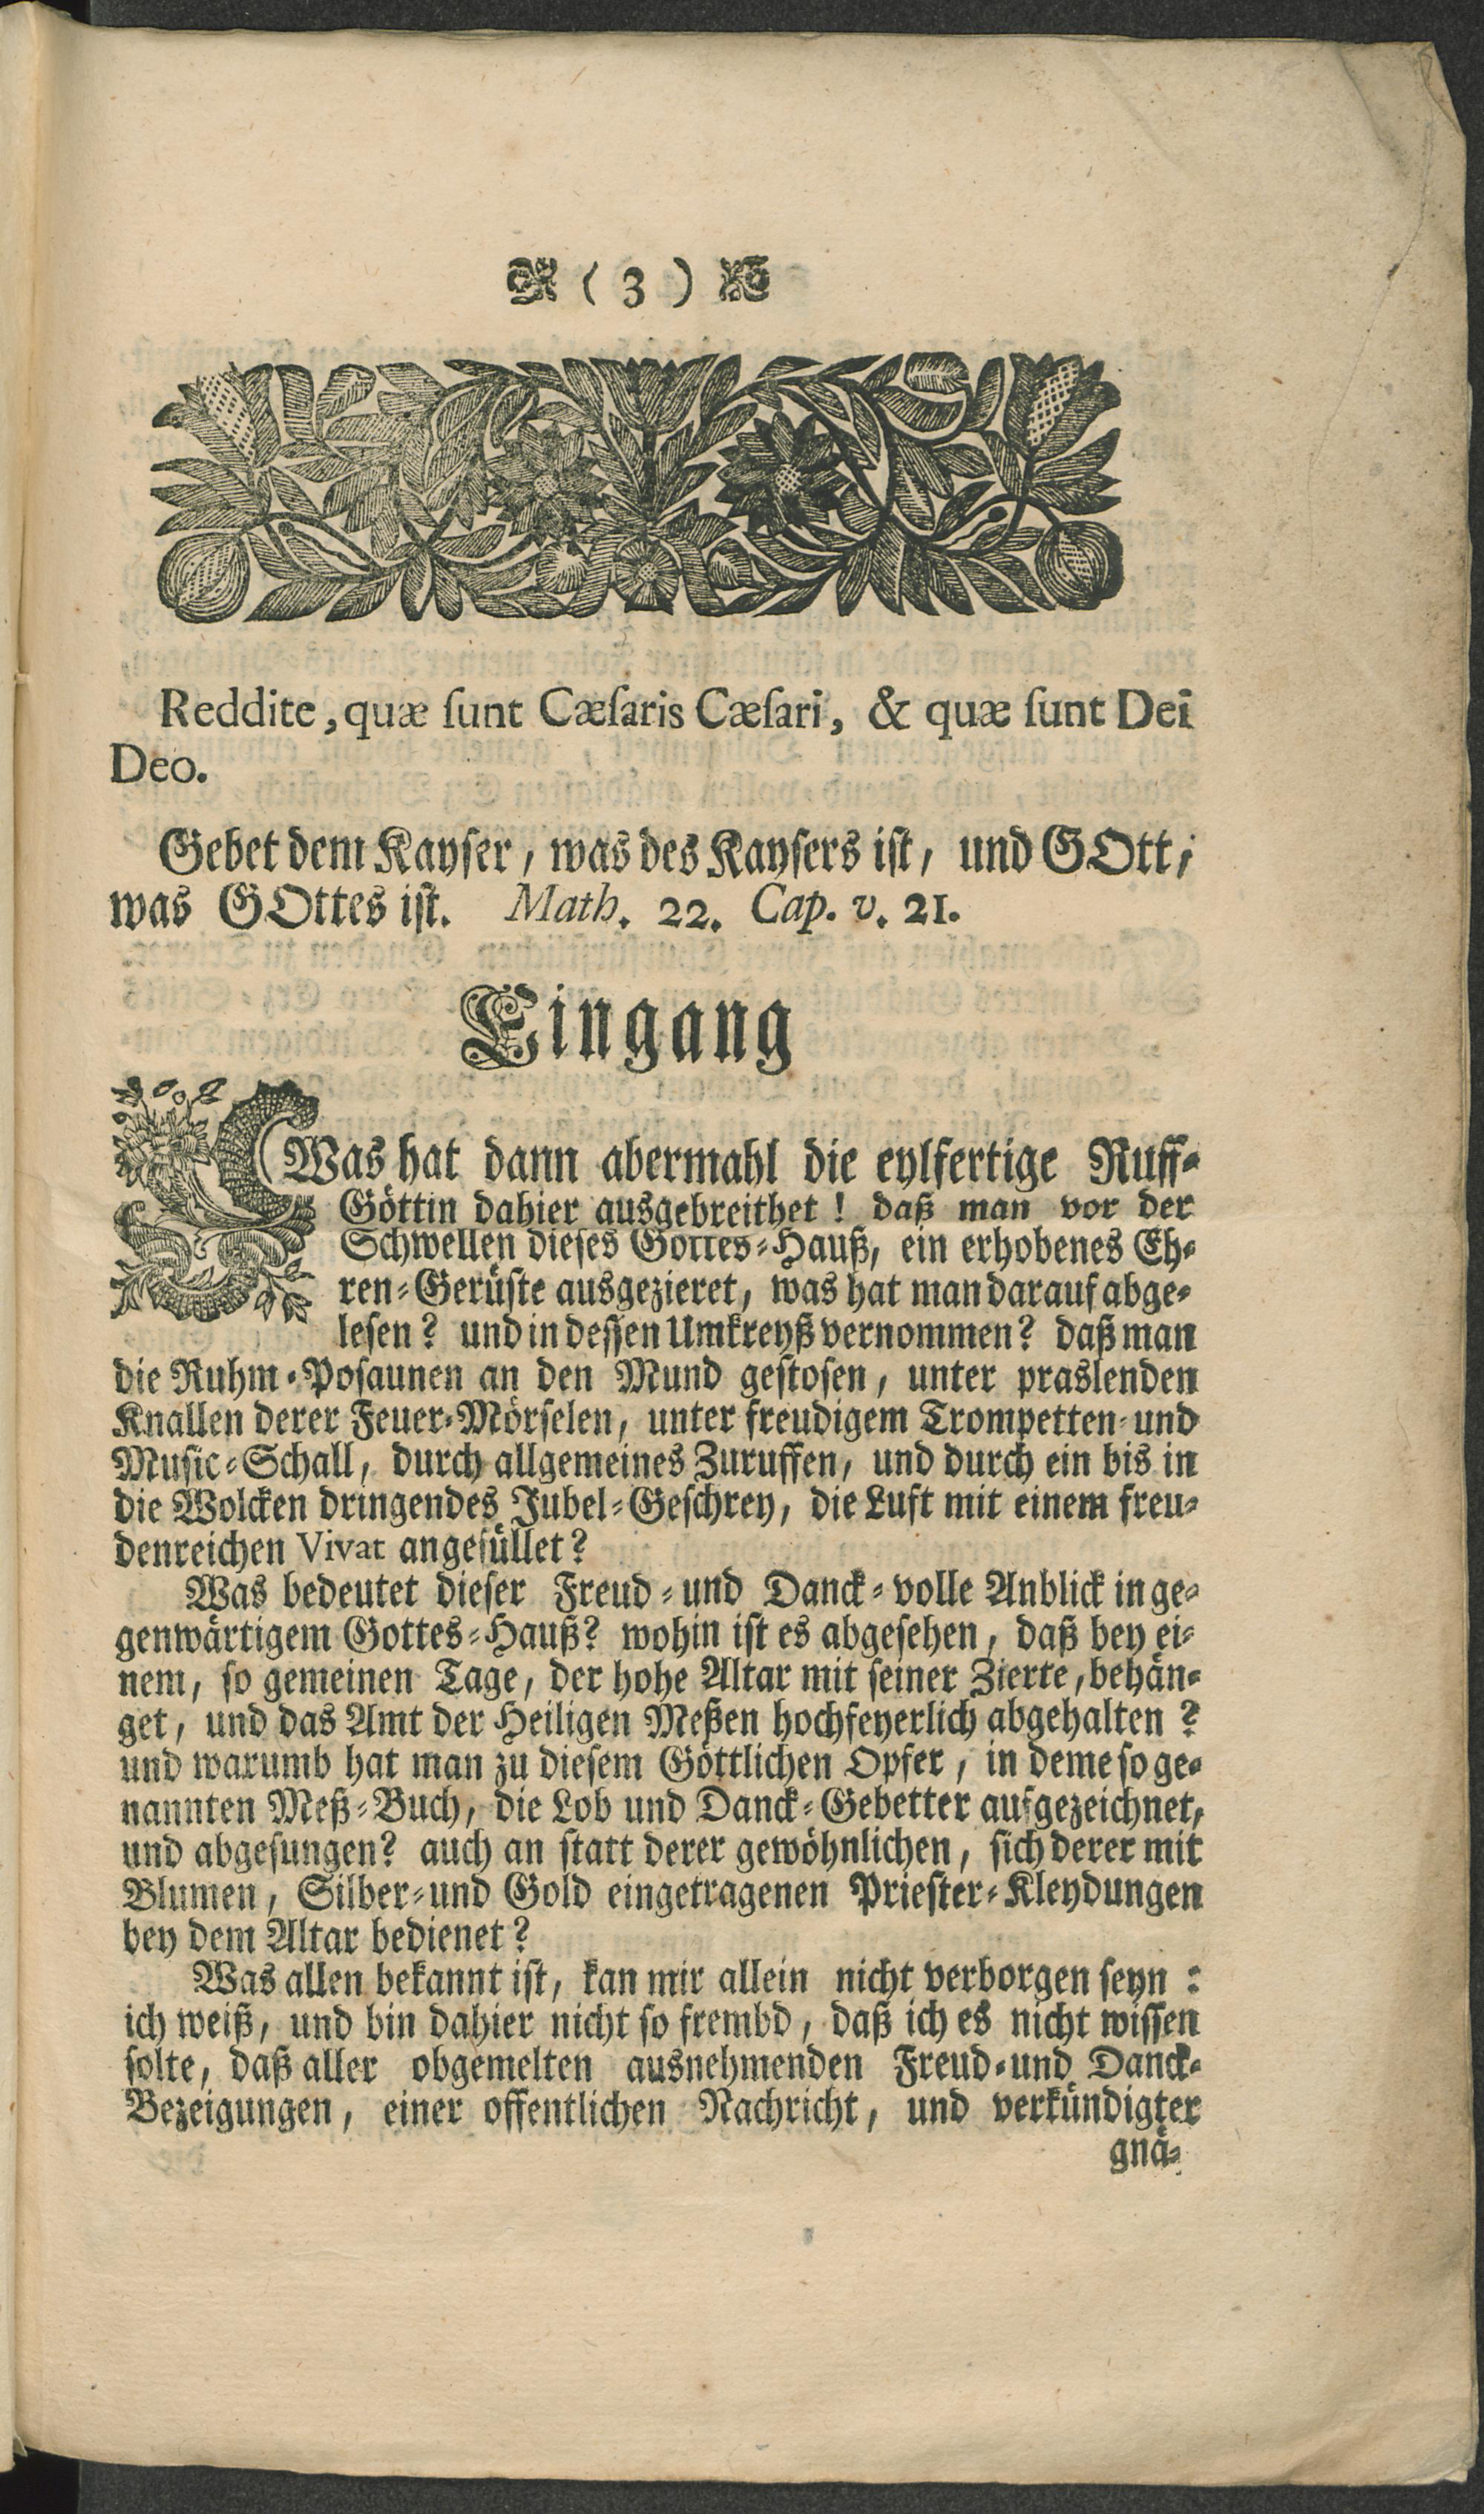 ( 3 )
Reddite, quæ ſunt Cæſaris Cæſari, & quæ ſunt Dei
Deo.
Gebet dem Kayſer, was des Kayſers iſt, und GOtt,
was GOttes iſt. Math. 22. Cap. v. 21.
Eingang
Was hat dann abermahl die eylfertige Ruff⸗
Göttin dahier ausgebreithet! daß man vor der
Schwellen dieſes Gottes⸗Hauß, ein erhobenes Eh⸗
ren⸗Gerüſte ausgezieret, was hat man darauf abge⸗
leſen? und in deſſen Umkreyß vernommen? daß man
die Ruhm⸗Poſaunen an den Mund geſtoſen, unter praslenden
Knallen derer Feuer⸗Mörſelen, unter freudigem Trompetten⸗und
Muſic⸗Schall, durch allgemeines Zuruffen, und durch ein bis in
die Wolcken dringendes Jubel⸗Geſchrey, die Luft mit einem freu⸗
denreichen Vivat angefüllet?
Was bedeutet dieſer Freud⸗und Danck⸗volle Anblick in ge⸗
genwärtigem Gottes⸗Hauß? wohin iſt es abgeſehen, daß bey ei⸗
nem, ſo gemeinen Tage, der hohe Altar mit ſeiner Zierte, behän⸗
get, und das Amt der Heiligen Meßen hochfeyerlich abgehalten?
und warumb hat man zu dieſem Göttlichen Opfer, in deme ſo ge⸗
nannten Meß⸗Buch, die Lob und Danck⸗Gebetter aufgezeichnet,
und abgeſungen? auch an ſtatt derer gewöhnlichen, ſich derer mit
Blumen, Silber⸗und Gold eingetragenen Prieſter⸗Kleydungen
bey dem Altar bedienet?
Was allen bekannt iſt, kan mir allein nicht verborgen ſeyn:
ich weiß, und bin dahier nicht ſo frembd, daß ich es nicht wiſſen
ſolte, daß aller obgemelten ausnehmenden Freud⸗und Danck⸗
Bezeigungen, einer offentlichen Nachricht, und verkündigter
gnä⸗